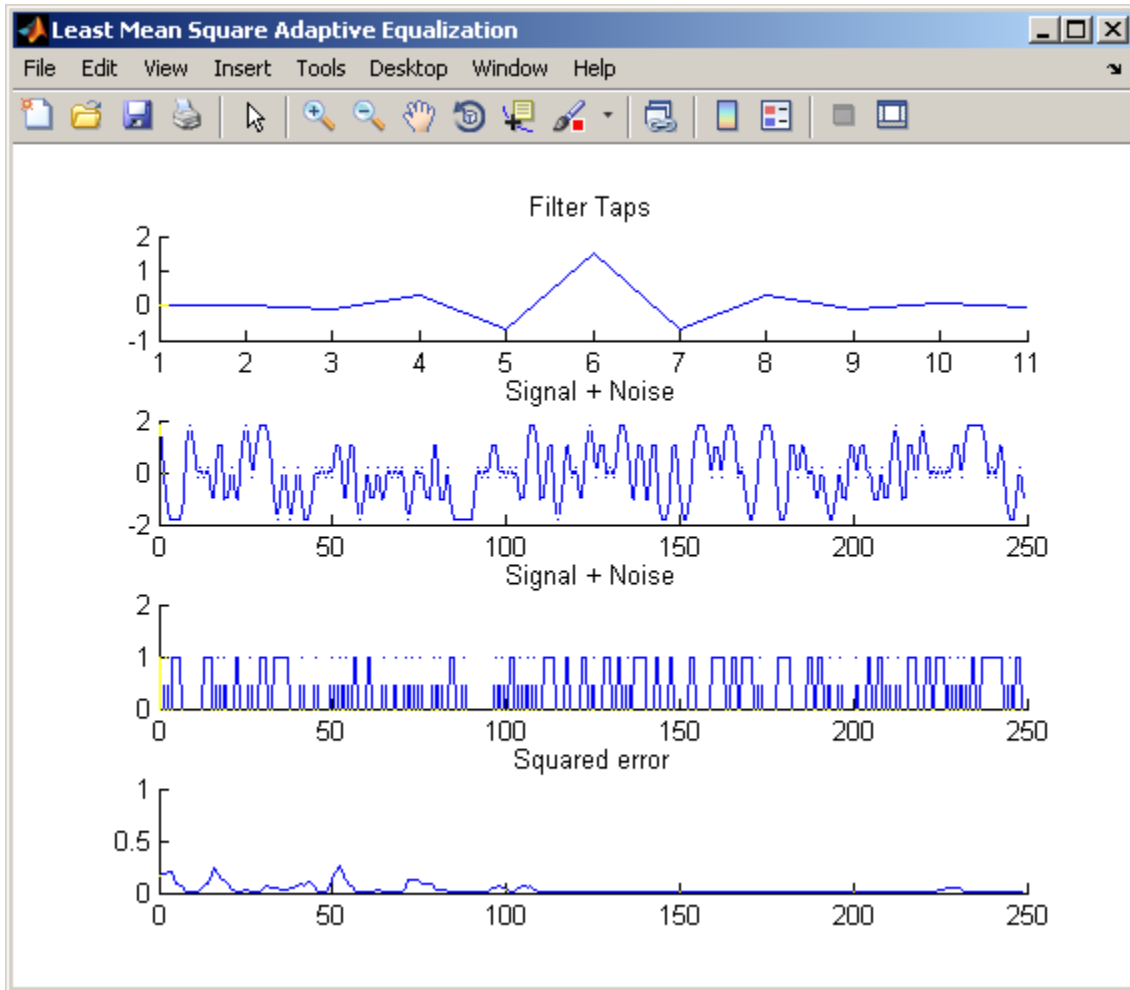 Least Mean Square Adaptive Equalization
File Edit View Insert Tools Desktop Window Help
Filter Taps
2
1
0
-1
1 2 3 4 5 6 7 8 9 10 11
Signal + Noise
2
0
-2
0 50 100 150 200 250
Signal + Noise
2
1
0
0 50 100 150 200 250
Squared error
1
0.5
0
0 50 100 150 200 250